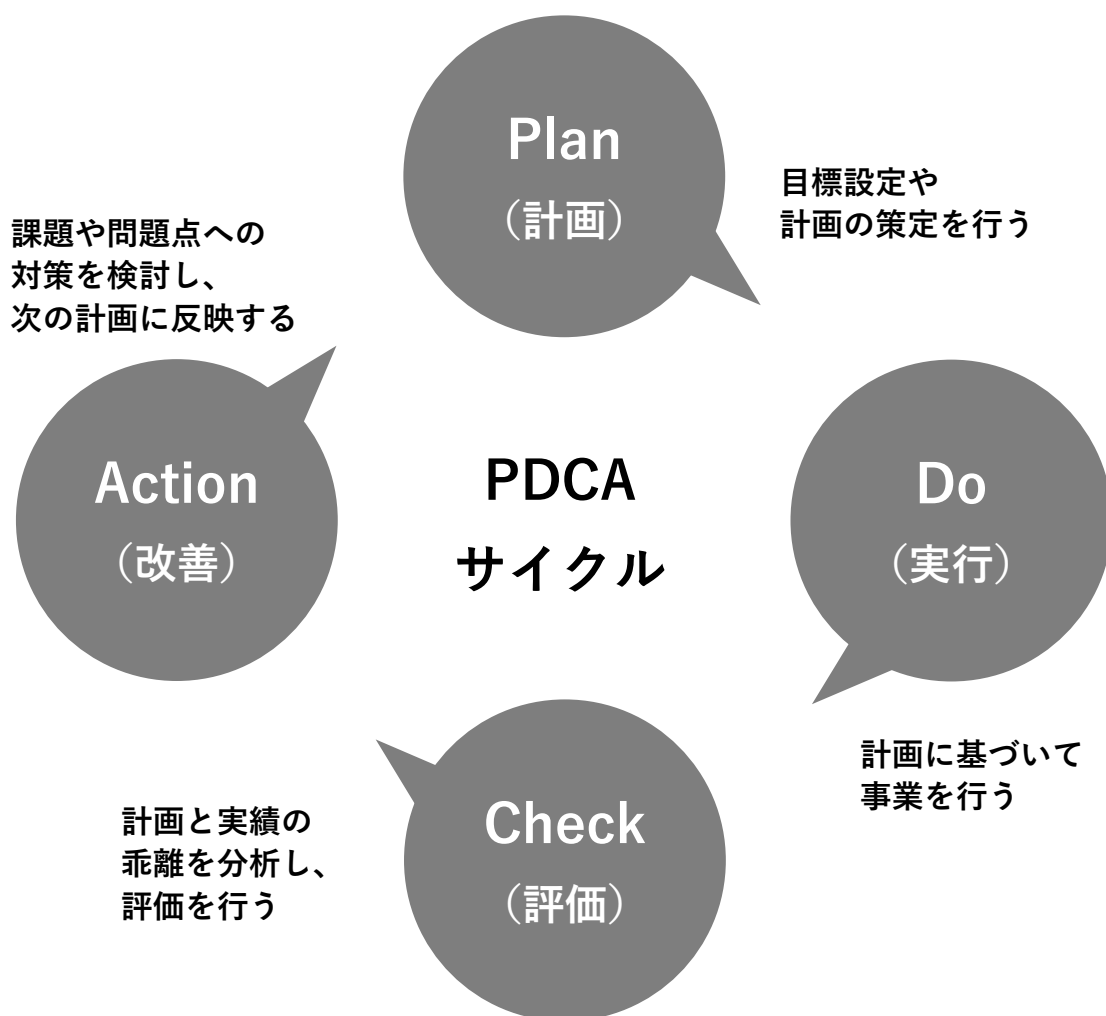 Plan
（計画）
目標設定や
計画の策定を行う
課題や問題点への
対策を検討し、
次の計画に反映する
Action
（改善）
PDCA
サイクル
Do
（実行）
計画に基づいて
事業を行う
計画と実績の
乖離を分析し、
評価を行う
Check
（評価）